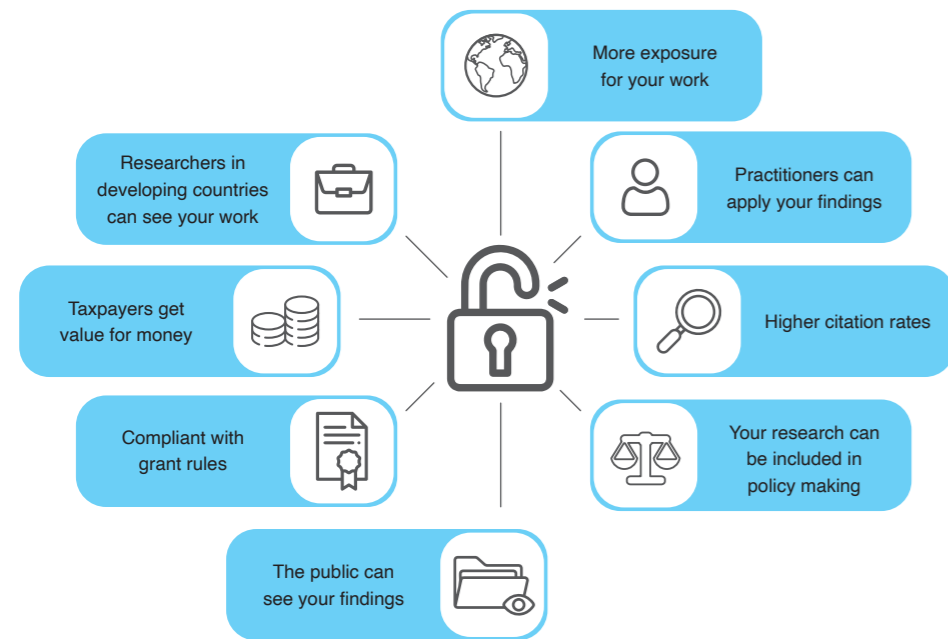 More exposure
for your work
Researchers in
developing countries
can see your work
Practitioners can
apply your findings
Taxpayers get
value for money
Higher citation rates
Compliant with
grant rules
Your research can
be included in
policy making
The public can
see your findings